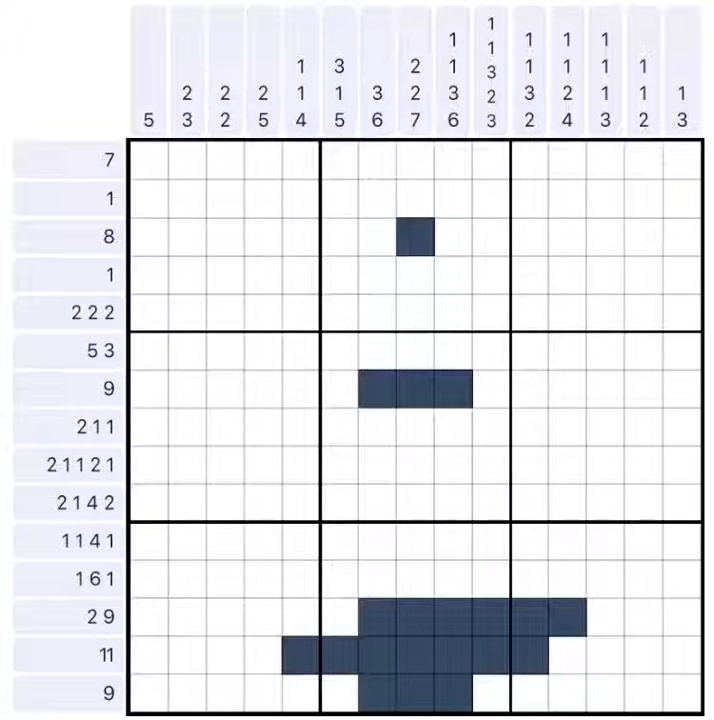 1
1 1 1 1 1
1 3 2 1 3 1 1 1 1
2 2 2 1 1 3 2 3 2 3 2 1 1 1
5 3 2 5 4 5 6 7 6 3 2 4 3 2 3
7
1
8
1
2 2 2
5 3
9
2 1 1
2 1 1 2 1
2 1 4 2
1 1 4 1
1 6 1
2 9
11
9